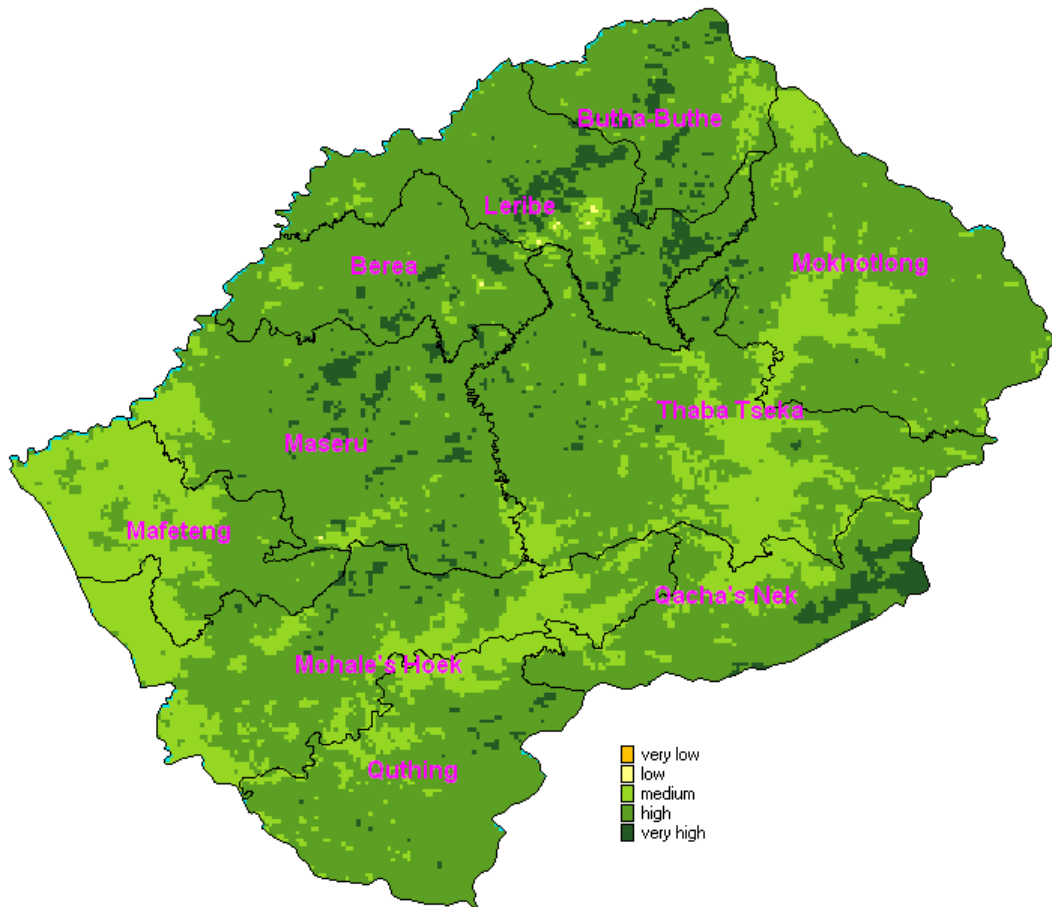 Butha-Buthe
Leribe
Berea
Mokhotlong
Thaba Tseka
Maseru
Mafeteng
Qacha's Nek
Mohale's Hoek
Quthing
very low
low
medium
high
very high